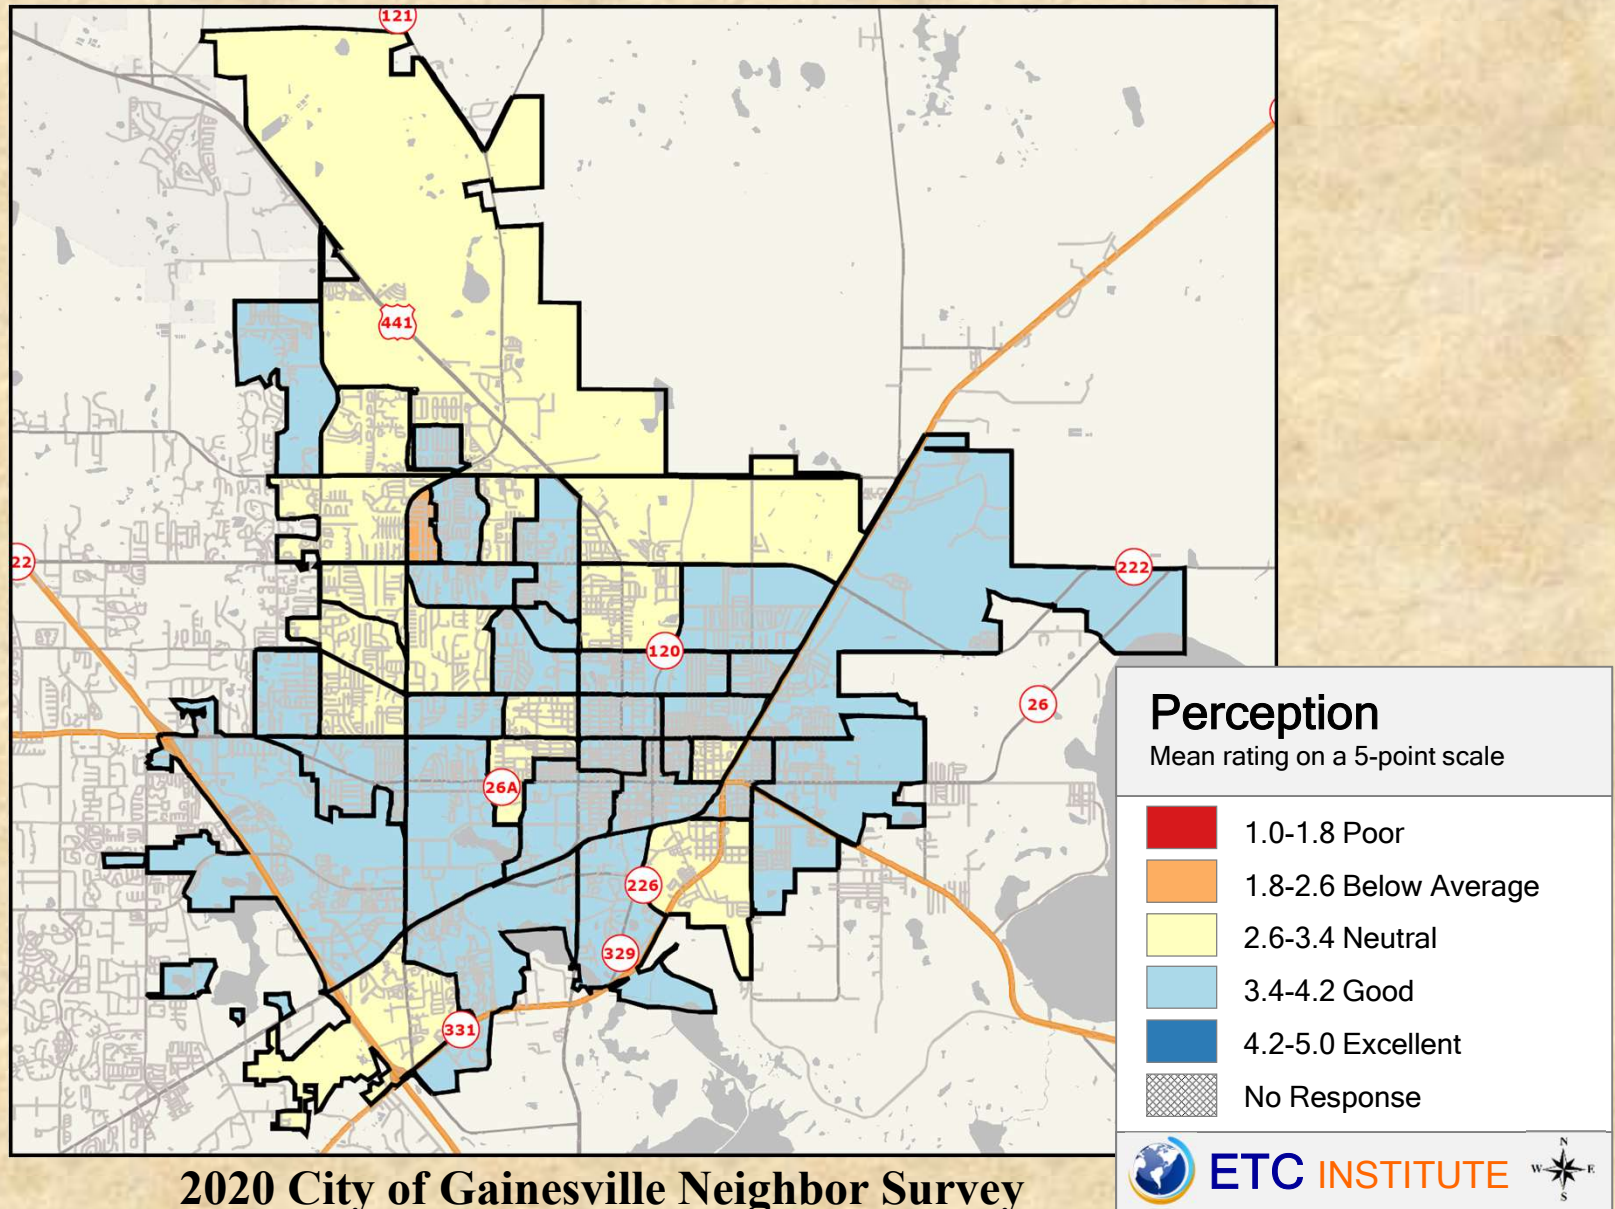 121
441
22
222
120
26
26A
226
329
331
Perception
Mean rating on a 5-point scale
1.0-1.8 Poor
1.8-2.6 Below Average
2.6-3.4 Neutral
3.4-4.2 Good
4.2-5.0 Excellent
No Response
ETC INSTITUTE
N
W E
S
2020 City of Gainesville Neighbor Survey